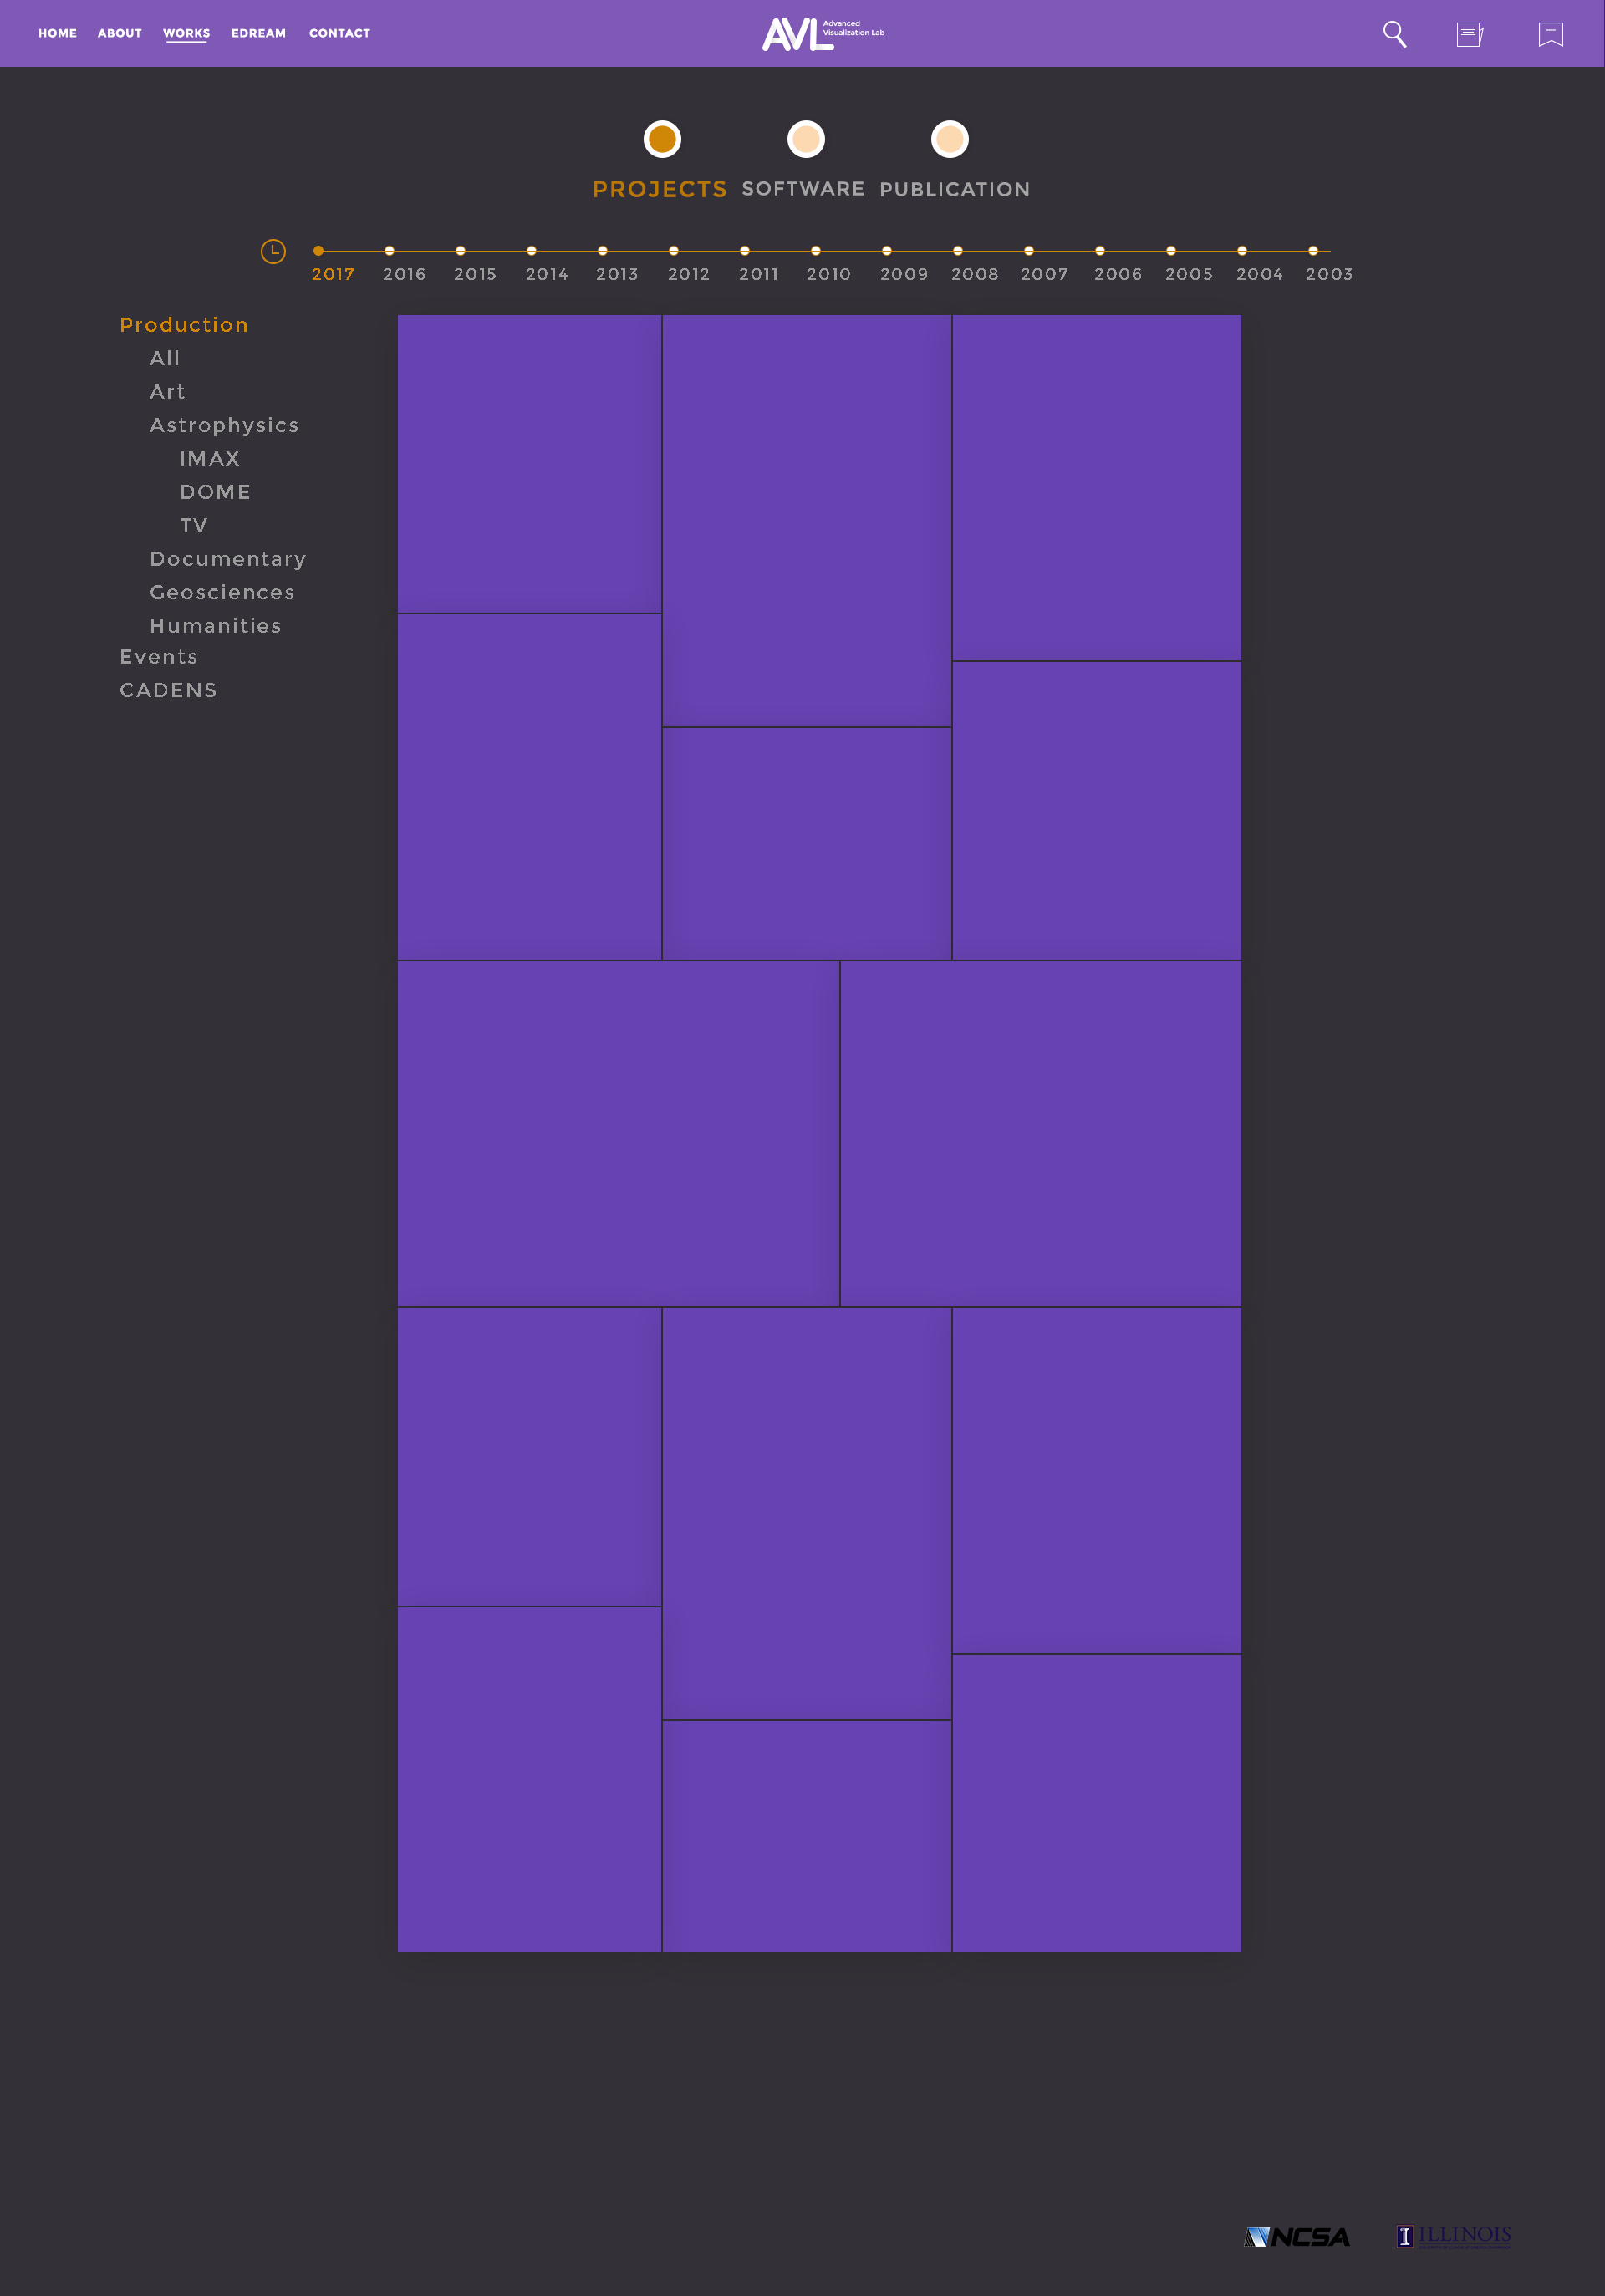 HOME ABOUT WORKS EDREAM CONTACT
AVL Advanced
Visualization Lab
PROJECTS SOFTWARE PUBLICATION
2017 2016 2015 2014 2013 2012 2011 2010 2009 2008 2007 2006 2005 2004 2003
Production
All
Art
Astrophysics
IMAX
DOME
TV
Documentary
Geosciences
Humanities
Events
CADENS
NCSA
I ILLINOIS